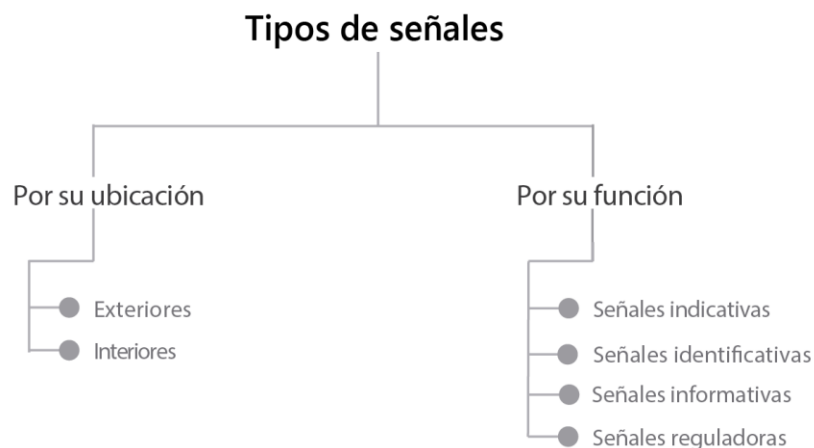 Tipos de señales
Por su ubicación
Exteriores
Interiores
Por su función
Señales indicativas
Señales identificativas
Señales informativas
Señales reguladoras